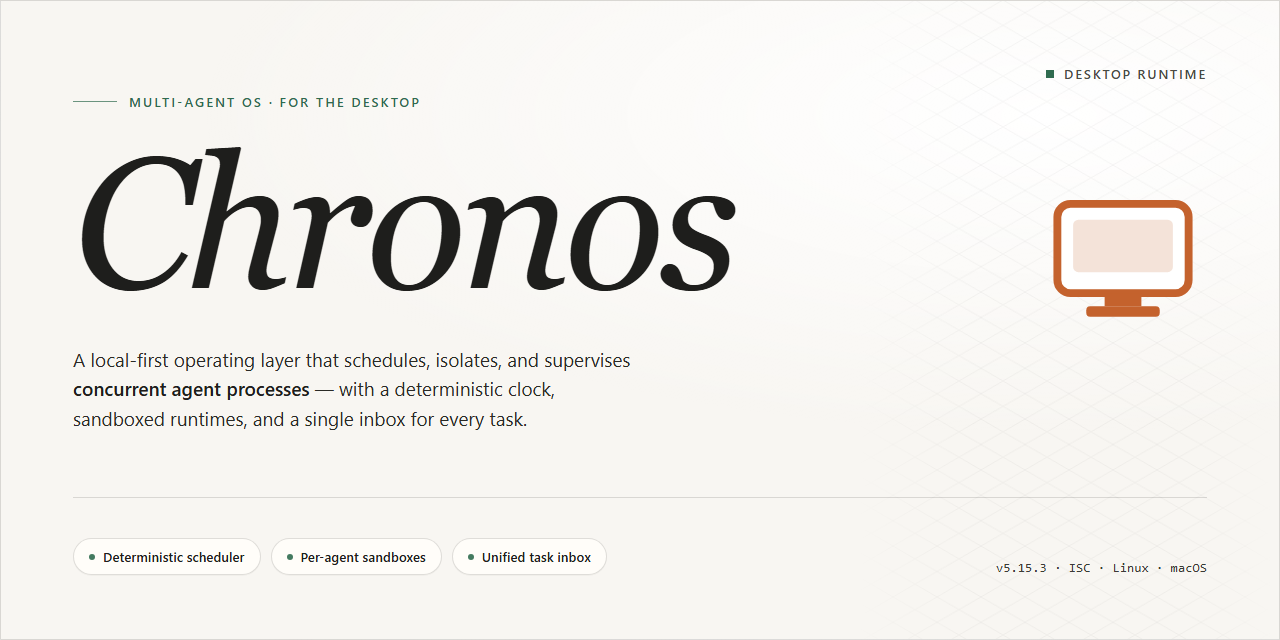 DESKTOP RUNTIME
MULTI-AGENT OS · FOR THE DESKTOP
Chronos
A local-first operating layer that schedules, isolates, and supervises
concurrent agent processes — with a deterministic clock,
sandboxed runtimes, and a single inbox for every task.
Deterministic scheduler
Per-agent sandboxes
Unified task inbox
v5.15.3 · ISC · Linux · macOS